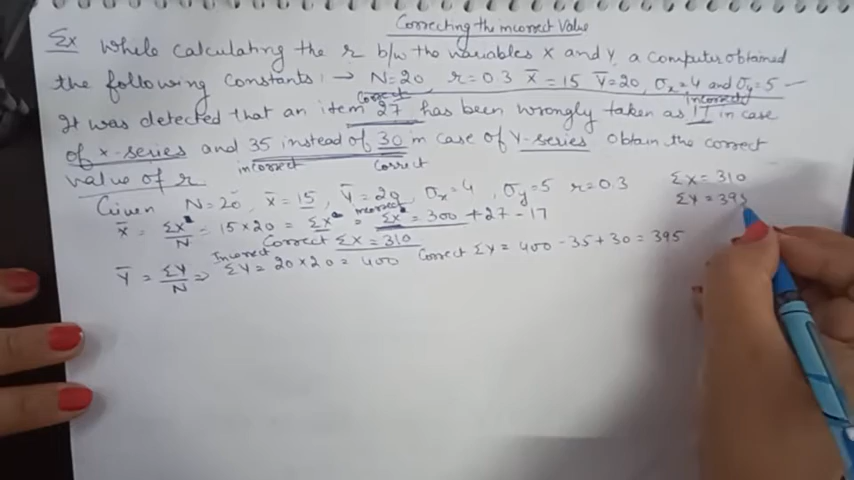 Correcting the incorrect Value
Ex While calculating the r b/w the variables X and Y, a computer obtained
the following constants:→ N=20 r=0.3 X̄=15 Ȳ=20, σx=4 and σy=5
correct incorrectly
It was detected that an item 27 has been wrongly taken as 17 in case
of x-series and 35 instead of 30 in case of Y-series obtain the correct
incorrect correct
value of r
Given N=20, x̄=15, Ȳ=20, σx=4, σy=5 r=0.3
ΣX=310
ΣY=395
x̄ = ΣX/N = 15×20 = ΣX = incorrect ΣX = 300 + 27 - 17
Correct ΣX = 310
Ȳ = ΣY/N ⇒ Incorrect ΣY = 20×20 = 400 Correct ΣY = 400 - 35 + 30 = 395